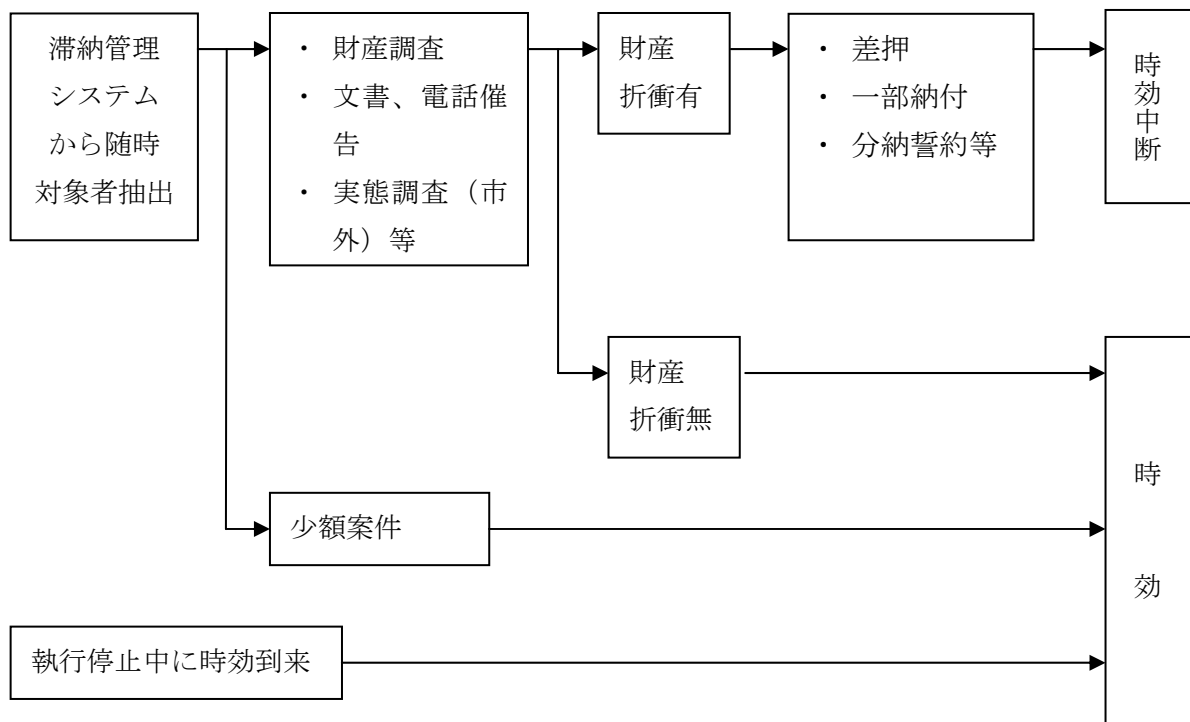 滞納管理
システム
から随時
対象者抽出
・ 財産調査
・ 文書、電話催
告
・ 実態調査（市
外）等
財産
折衝有
・ 差押
・ 一部納付
・ 分納誓約等
時効中断
財産
折衝無
少額案件
執行停止中に時効到来
時効